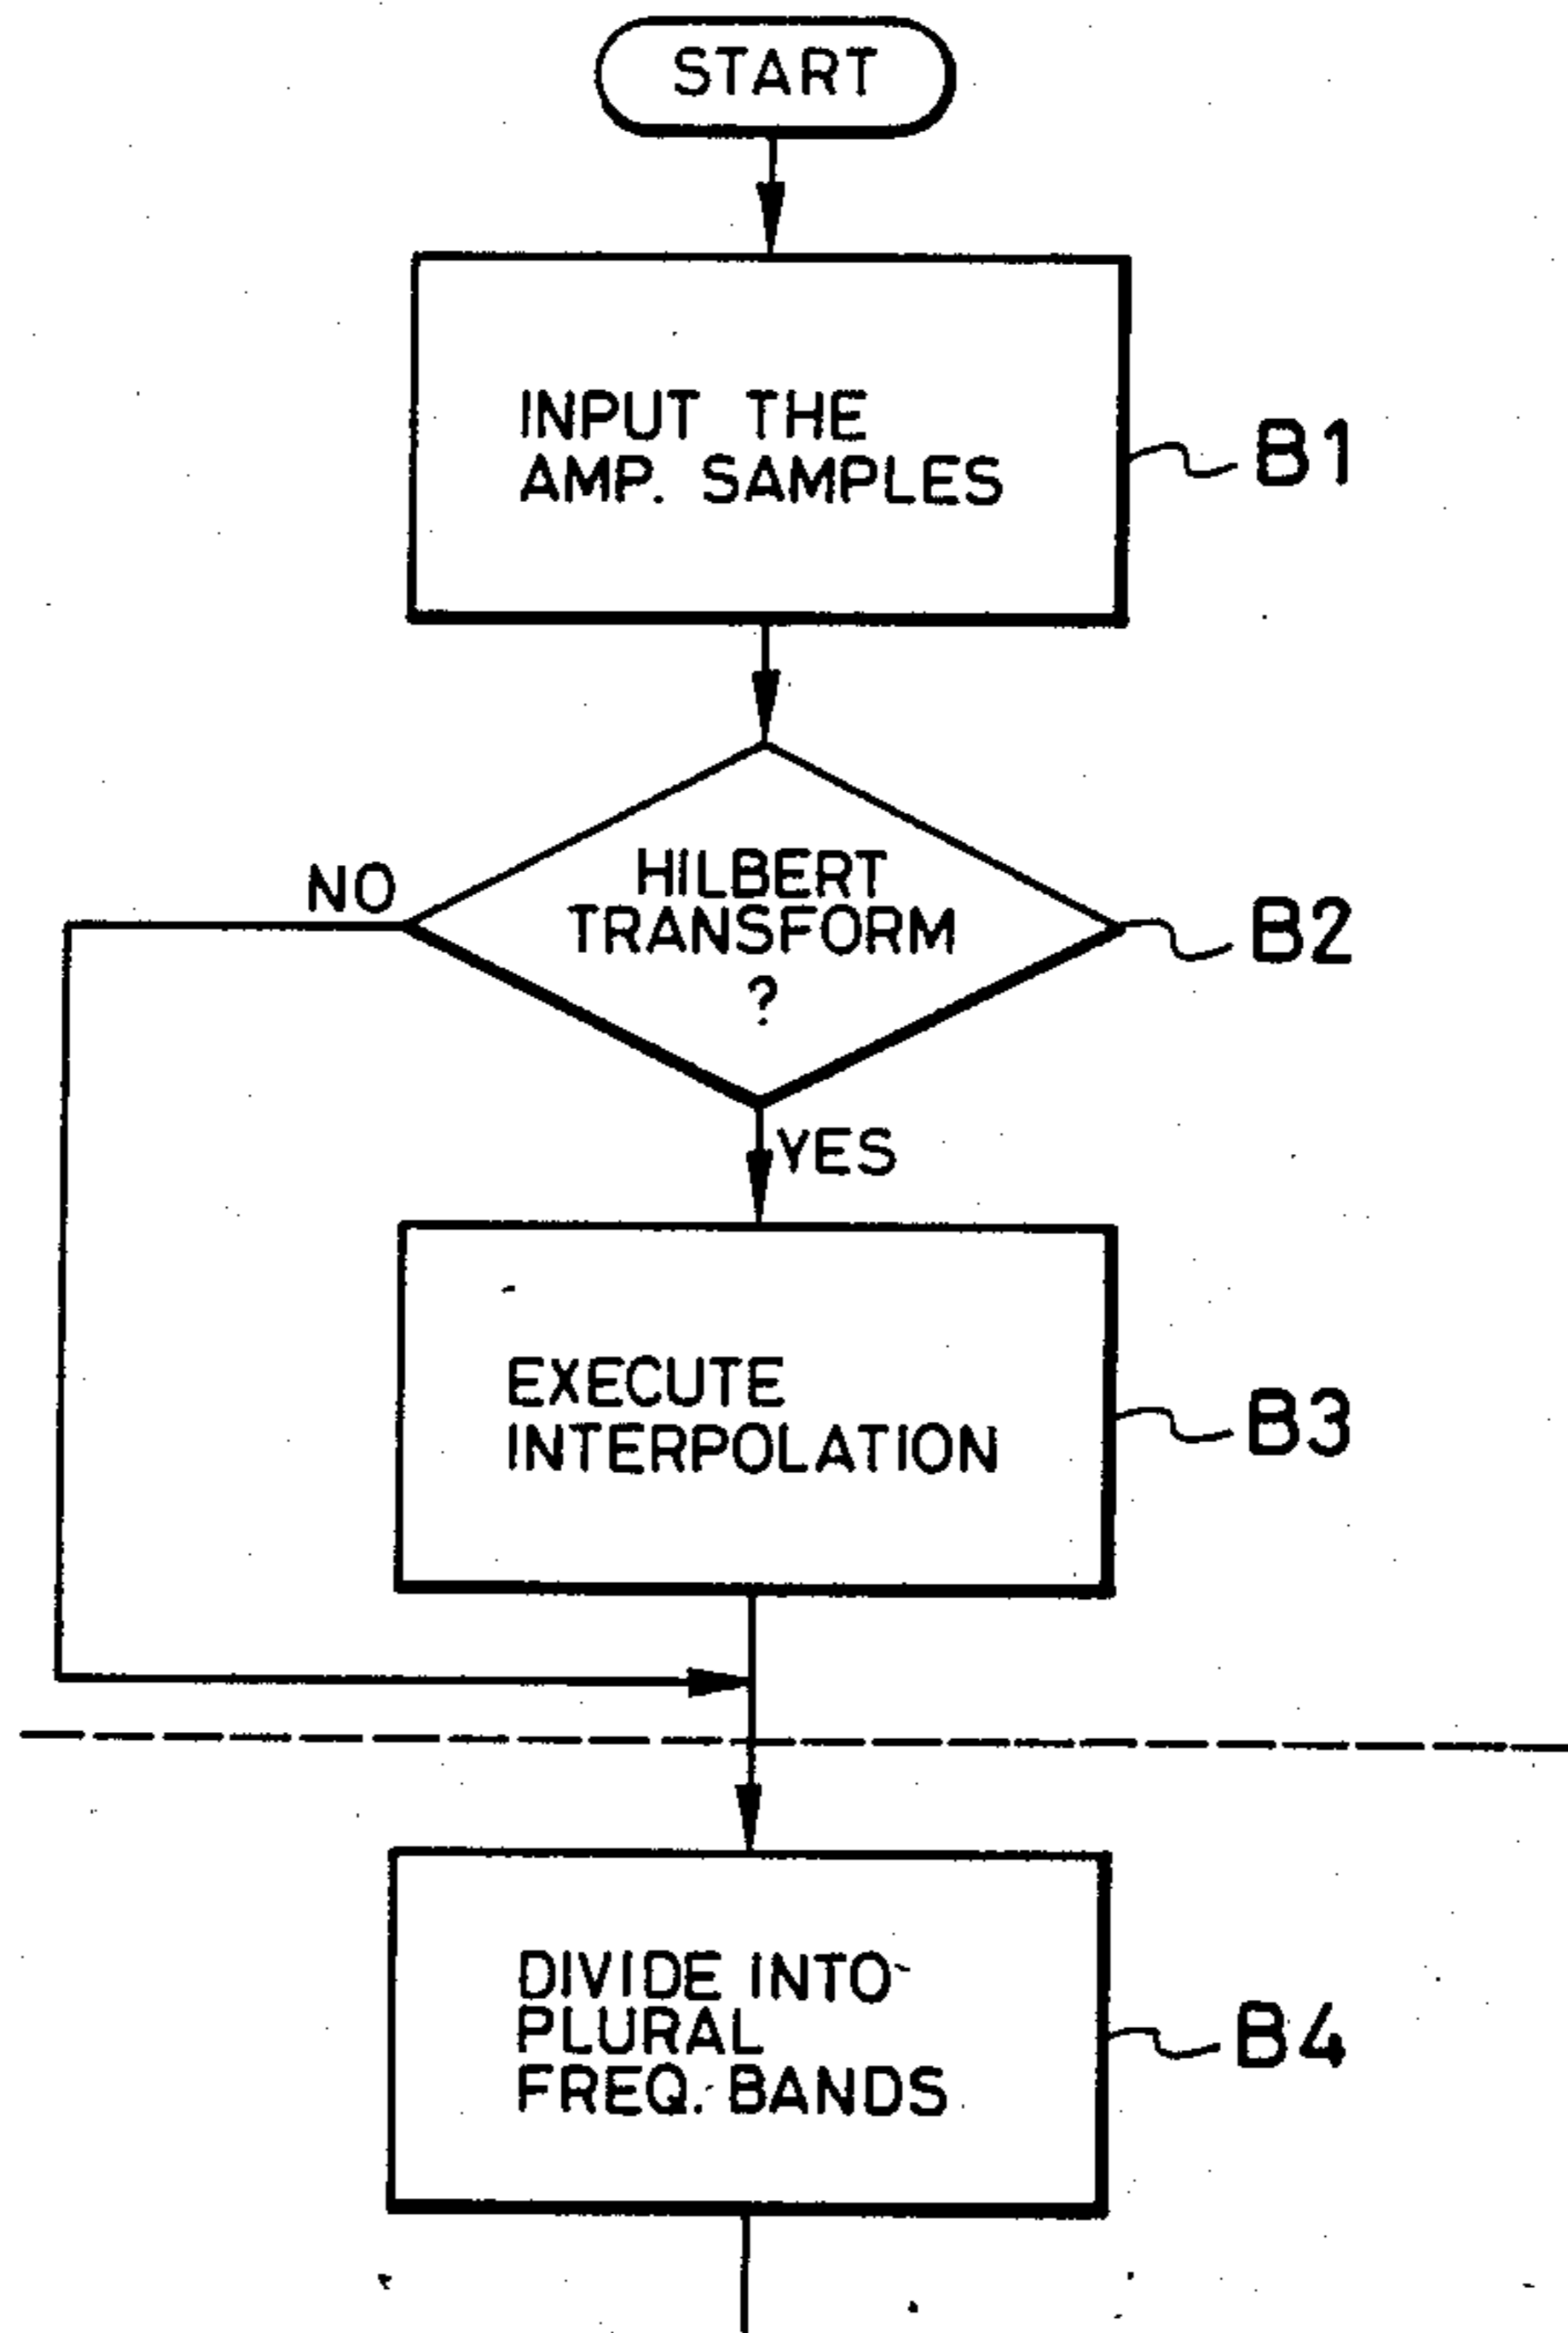 START
INPUT THE
AMP. SAMPLES
B1
HILBERT
TRANSFORM
?
B2
NO
YES
EXECUTE
INTERPOLATION
B3
DIVIDE INTO
PLURAL
FREQ. BANDS
B4